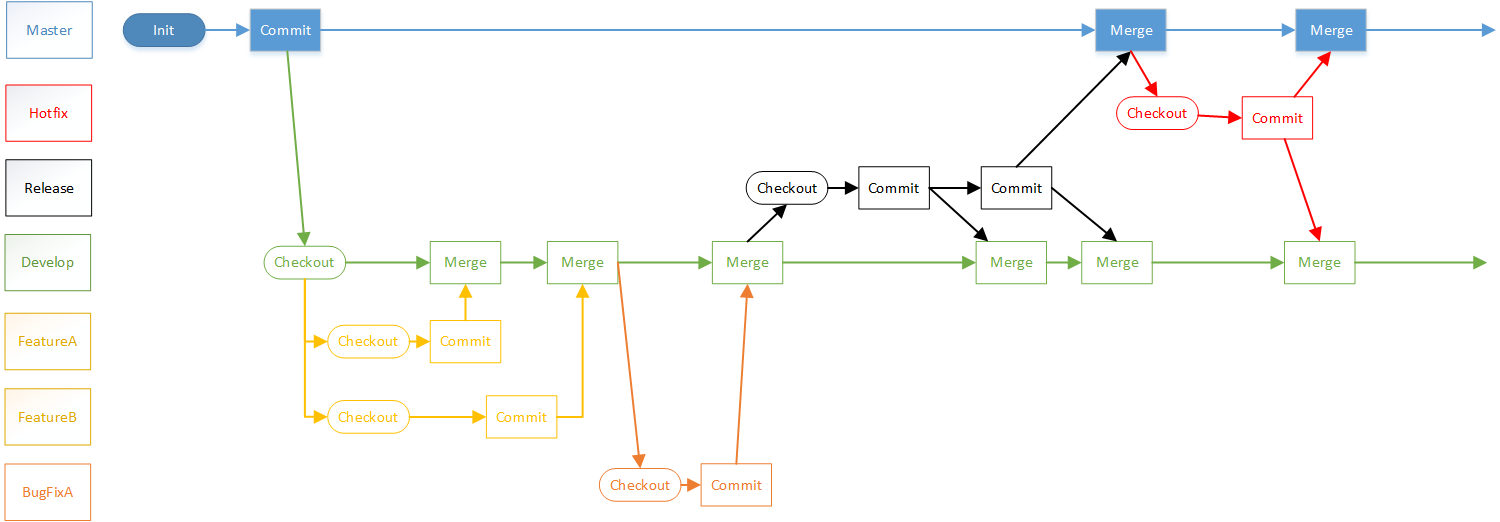 Master
Init
Commit
Merge
Merge
Hotfix
Checkout
Commit
Release
Checkout
Commit
Commit
Develop
Checkout
Merge
Merge
Merge
Merge
Merge
Merge
FeatureA
Checkout
Commit
FeatureB
Checkout
Commit
BugFixA
Checkout
Commit